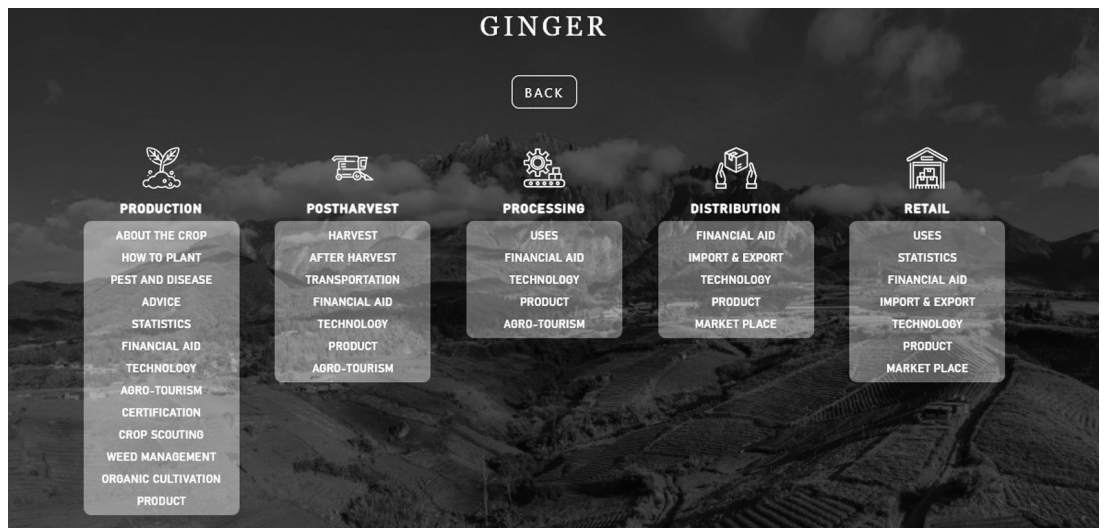 GINGER
BACK
PRODUCTION
ABOUT THE CROP
HOW TO PLANT
PEST AND DISEASE
ADVICE
STATISTICS
FINANCIAL AID
TECHNOLOGY
AGRO-TOURISM
CERTIFICATION
CROP SCOUTING
WEED MANAGEMENT
ORGANIC CULTIVATION
PRODUCT
POSTHARVEST
HARVEST
AFTER HARVEST
TRANSPORTATION
FINANCIAL AID
TECHNOLOGY
PRODUCT
AGRO-TOURISM
PROCESSING
USES
FINANCIAL AID
TECHNOLOGY
PRODUCT
AGRO-TOURISM
DISTRIBUTION
FINANCIAL AID
IMPORT & EXPORT
TECHNOLOGY
PRODUCT
MARKET PLACE
RETAIL
USES
STATISTICS
FINANCIAL AID
IMPORT & EXPORT
TECHNOLOGY
PRODUCT
MARKET PLACE